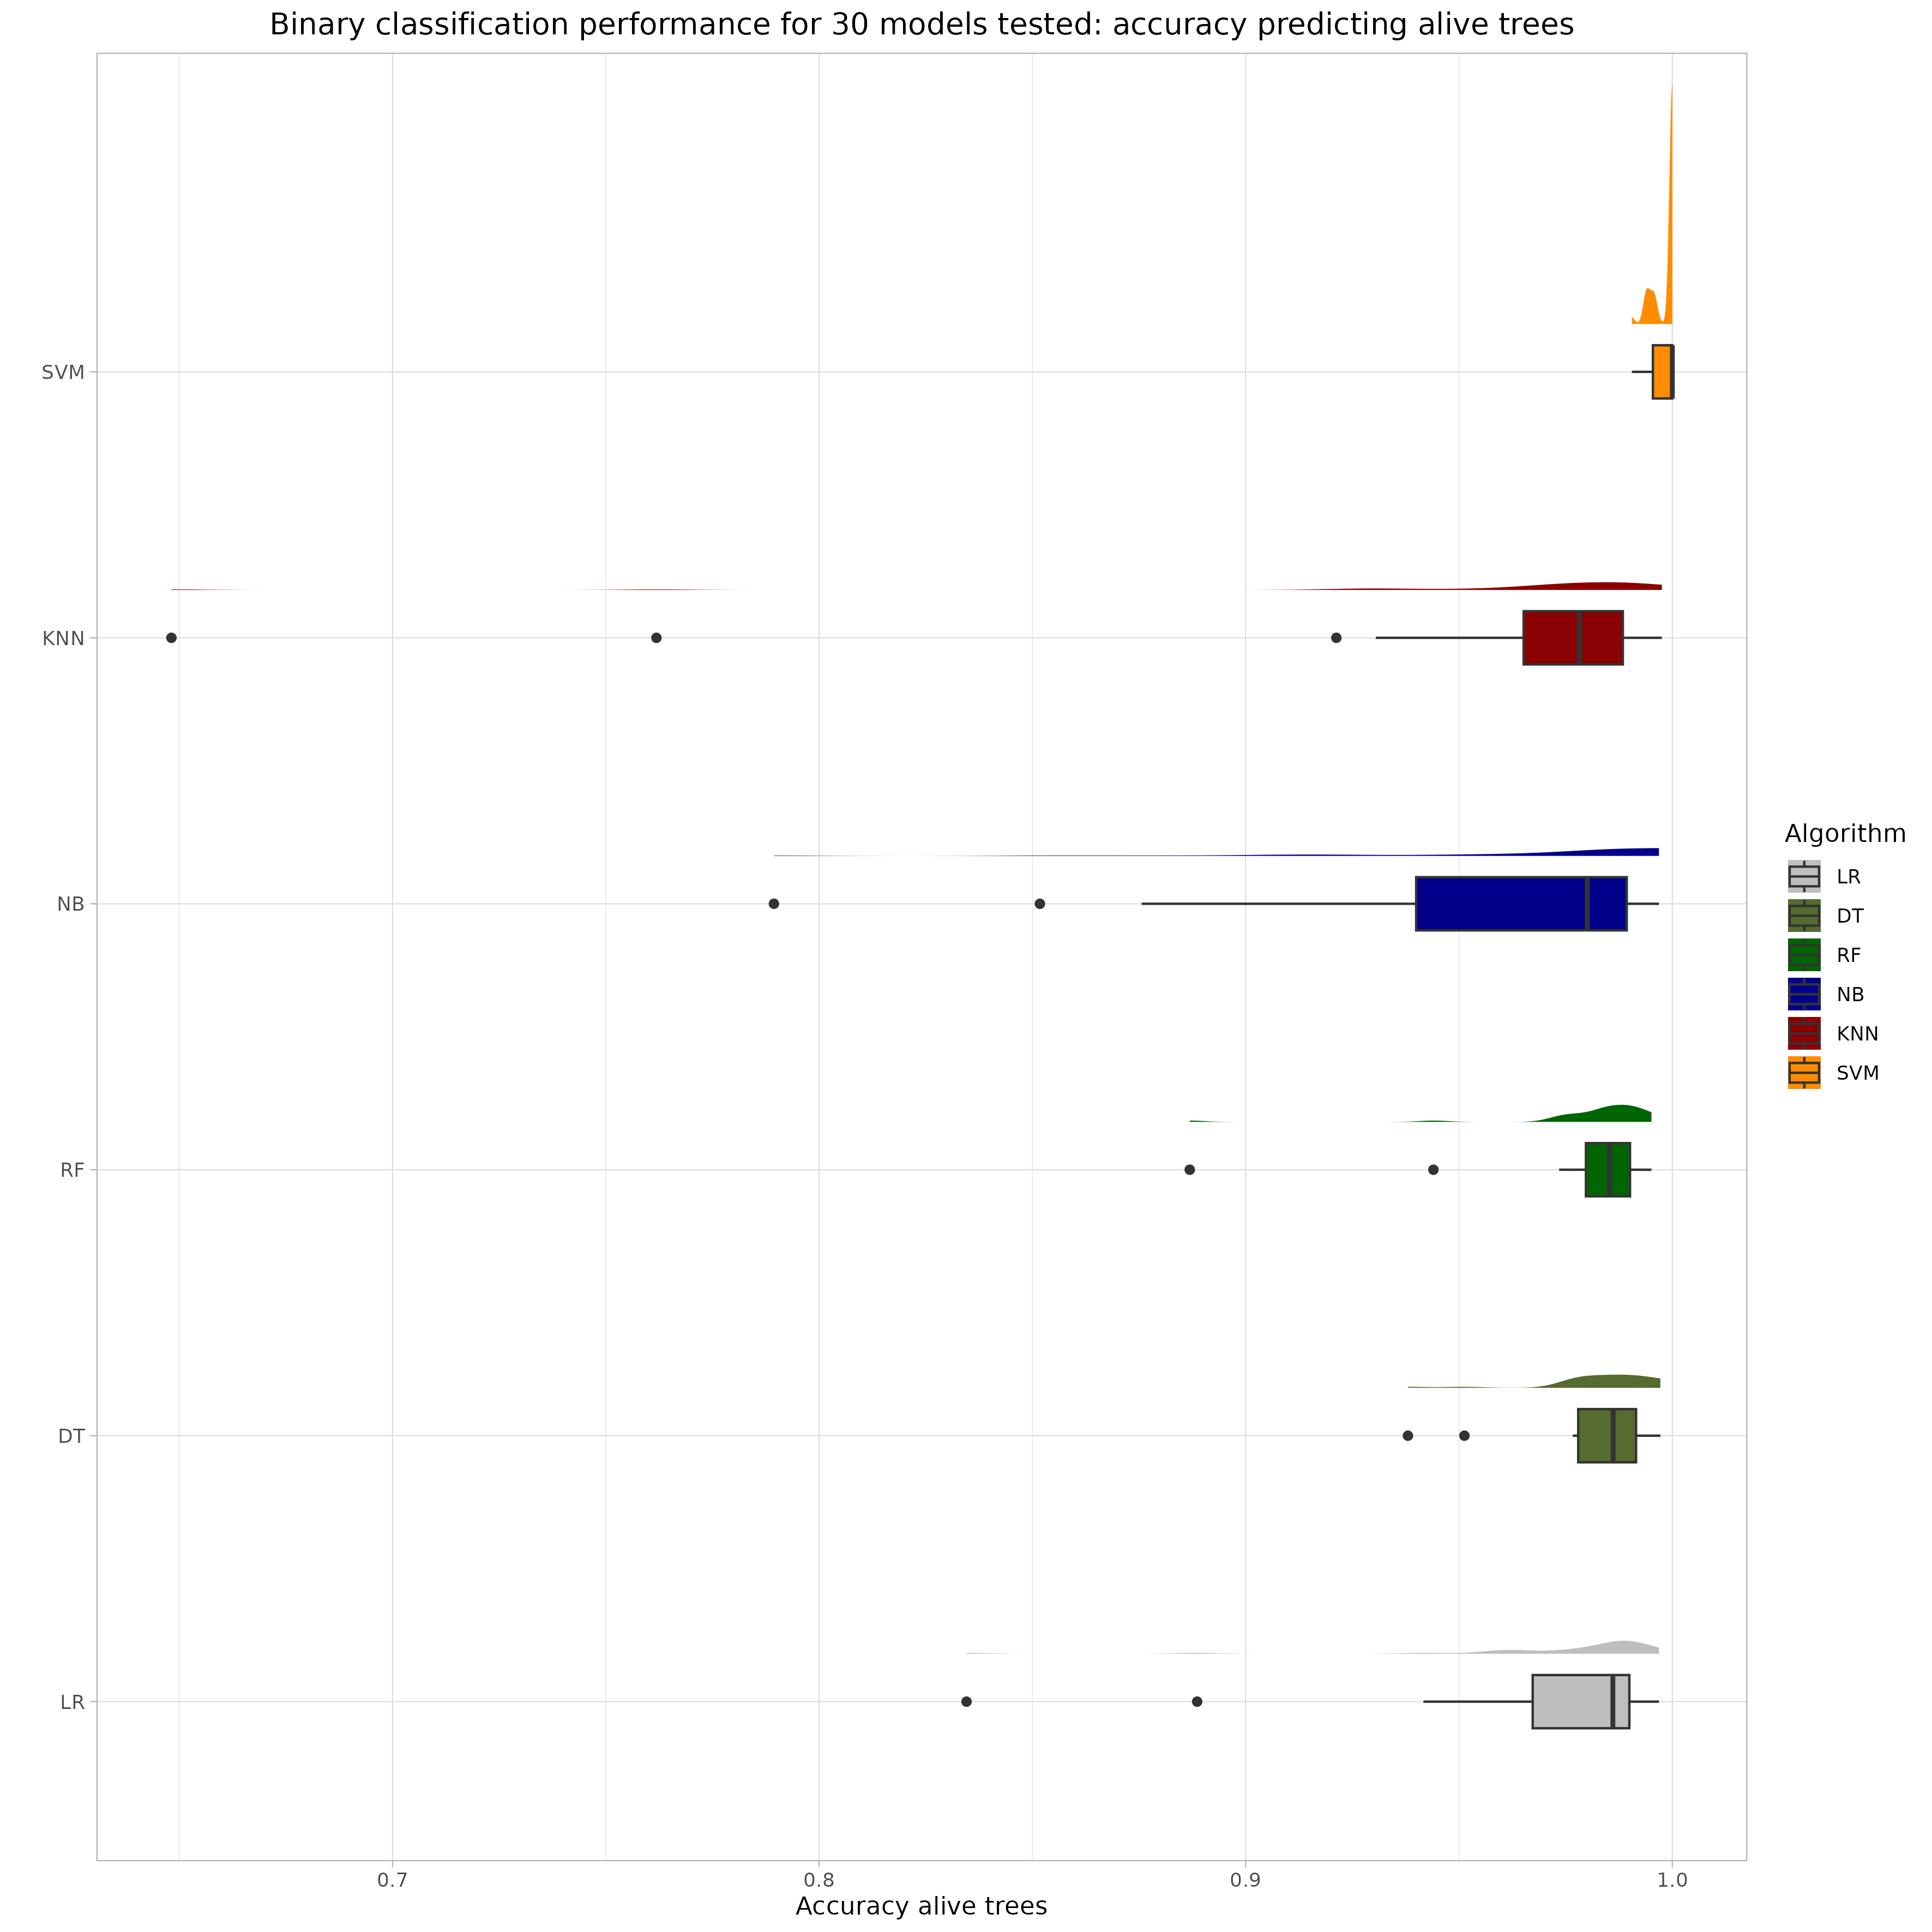 Binary classification performance for 30 models tested: accuracy predicting alive trees
SVM
KNN
NB
RF
DT
LR
0.7 0.8 0.9 1.0
Accuracy alive trees
Algorithm
LR
DT
RF
NB
KNN
SVM